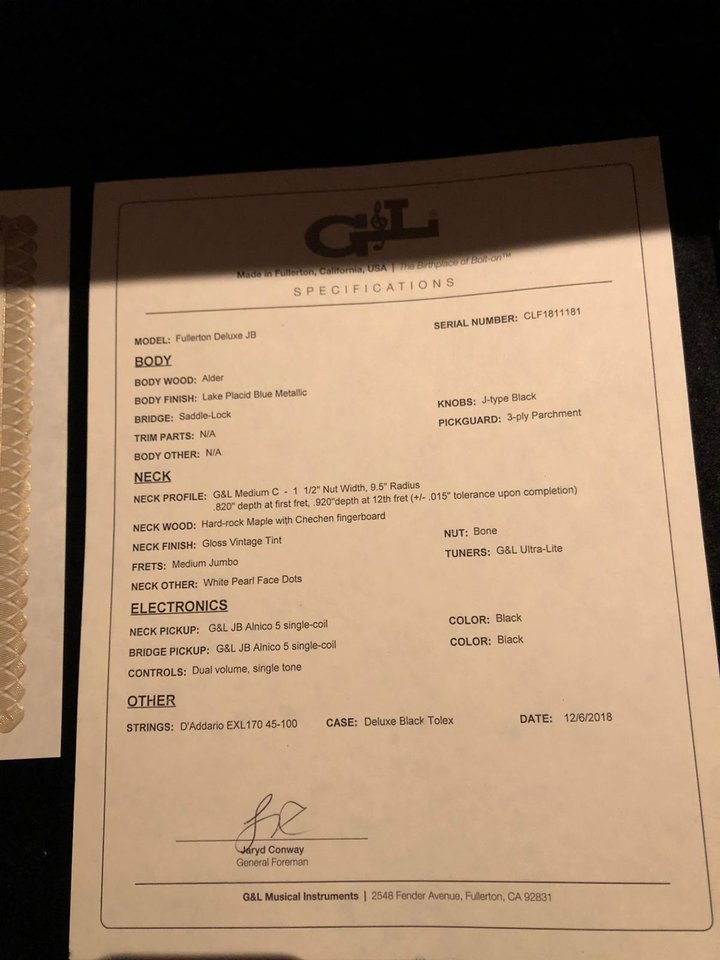 G&L®
Made in Fullerton, California, USA | The Birthplace of Bolt-on™
SPECIFICATIONS
MODEL: Fullerton Deluxe JB
SERIAL NUMBER: CLF1811181
BODY
BODY WOOD: Alder
BODY FINISH: Lake Placid Blue Metallic
KNOBS: J-type Black
BRIDGE: Saddle-Lock
PICKGUARD: 3-ply Parchment
TRIM PARTS: N/A
BODY OTHER: N/A
NECK
NECK PROFILE: G&L Medium C - 1 1/2" Nut Width, 9.5" Radius
.820" depth at first fret, .920"depth at 12th fret (+/- .015" tolerance upon completion)
NECK WOOD: Hard-rock Maple with Chechen fingerboard
NECK FINISH: Gloss Vintage Tint
NUT: Bone
FRETS: Medium Jumbo
TUNERS: G&L Ultra-Lite
NECK OTHER: White Pearl Face Dots
ELECTRONICS
NECK PICKUP: G&L JB Alnico 5 single-coil
COLOR: Black
BRIDGE PICKUP: G&L JB Alnico 5 single-coil
COLOR: Black
CONTROLS: Dual volume, single tone
OTHER
STRINGS: D'Addario EXL170 45-100 CASE: Deluxe Black Tolex DATE: 12/6/2018
Jaryd Conway
General Foreman
G&L Musical Instruments | 2548 Fender Avenue, Fullerton, CA 92831